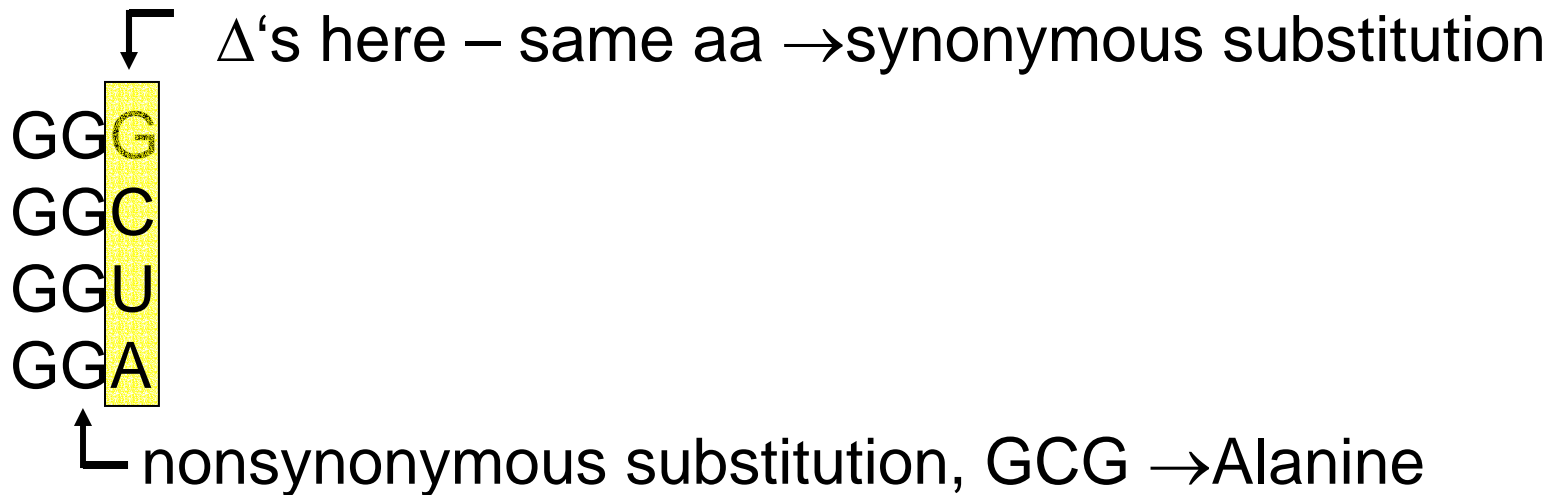 Δ‘s here – same aa →synonymous substitution
GGG
GGC
GGU
GGA
nonsynonymous substitution, GCG →Alanine